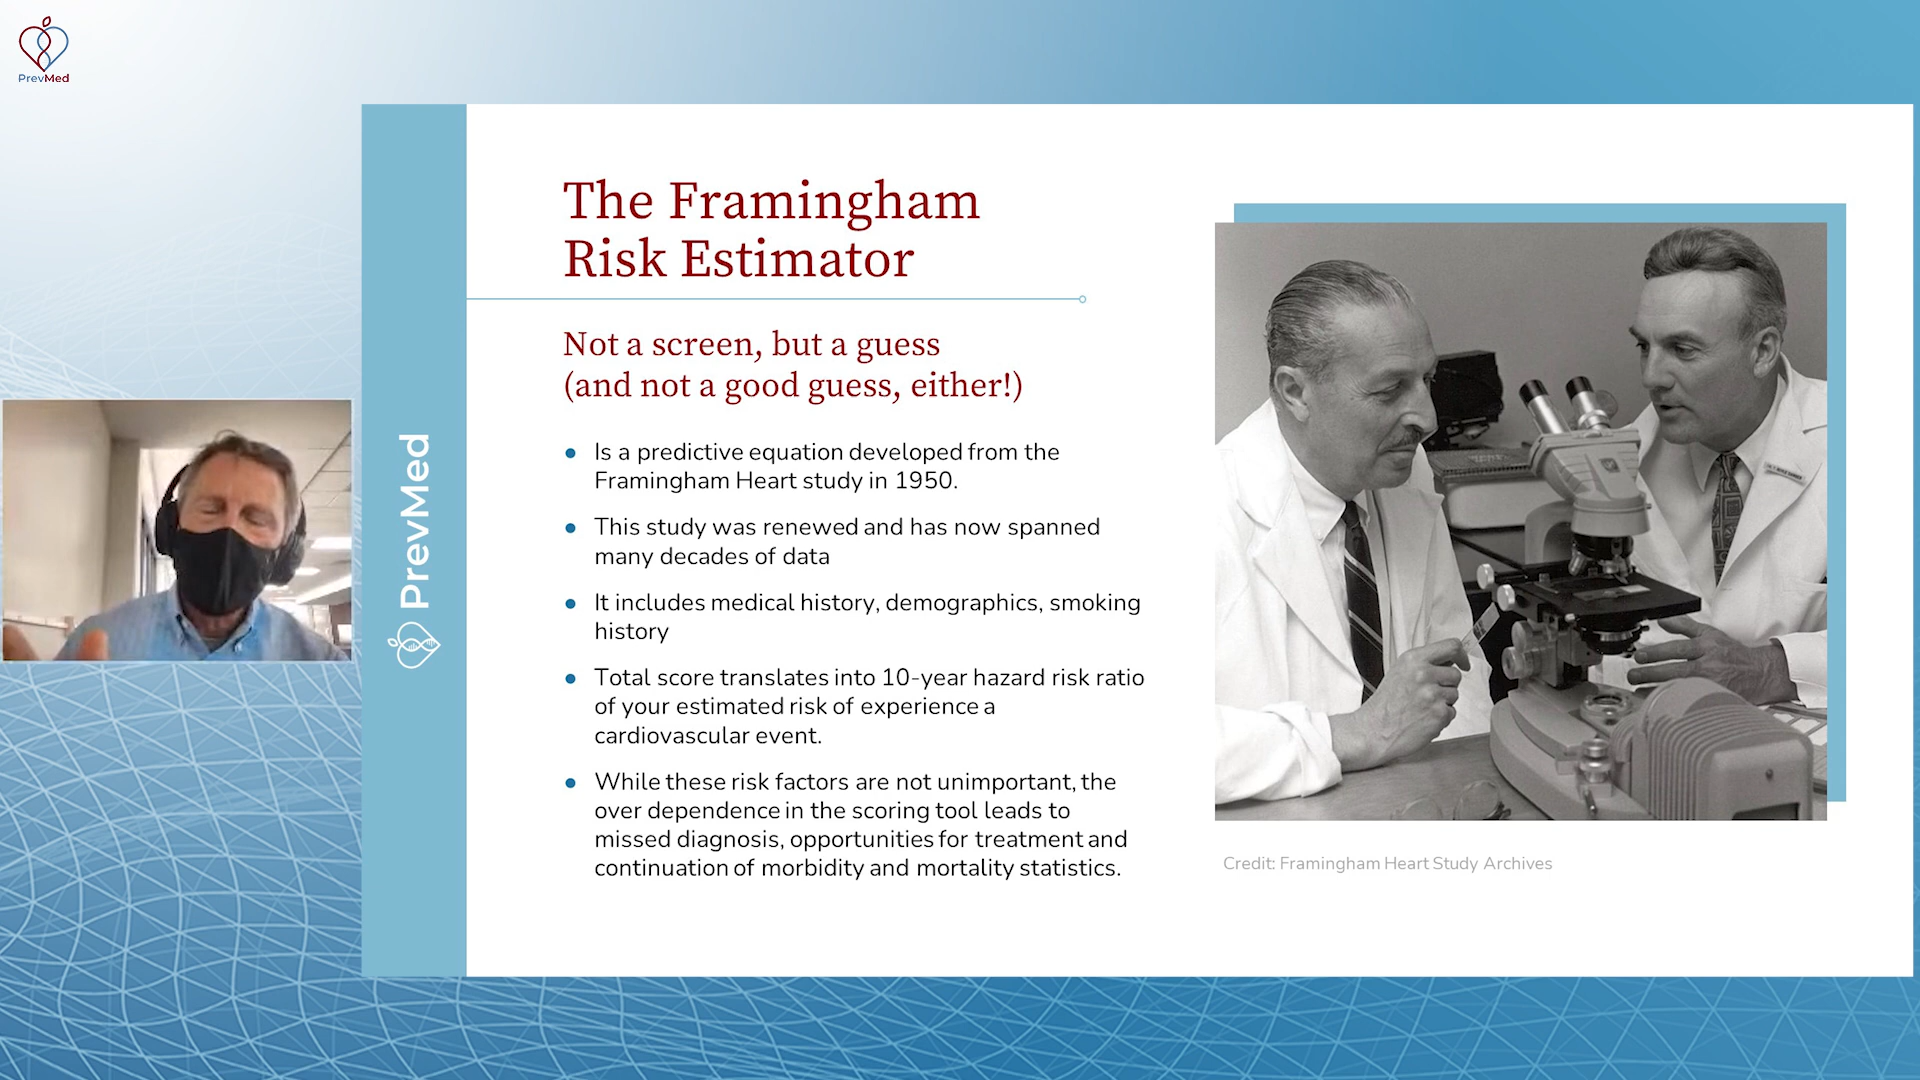 PrevMed
PrevMed
The Framingham
Risk Estimator
Not a screen, but a guess
(and not a good guess, either!)
• Is a predictive equation developed from the
Framingham Heart study in 1950.
• This study was renewed and has now spanned
many decades of data
• It includes medical history, demographics, smoking
history
• Total score translates into 10-year hazard risk ratio
of your estimated risk of experience a
cardiovascular event.
• While these risk factors are not unimportant, the
over dependence in the scoring tool leads to
missed diagnosis, opportunities for treatment and
continuation of morbidity and mortality statistics.
Credit: Framingham Heart Study Archives